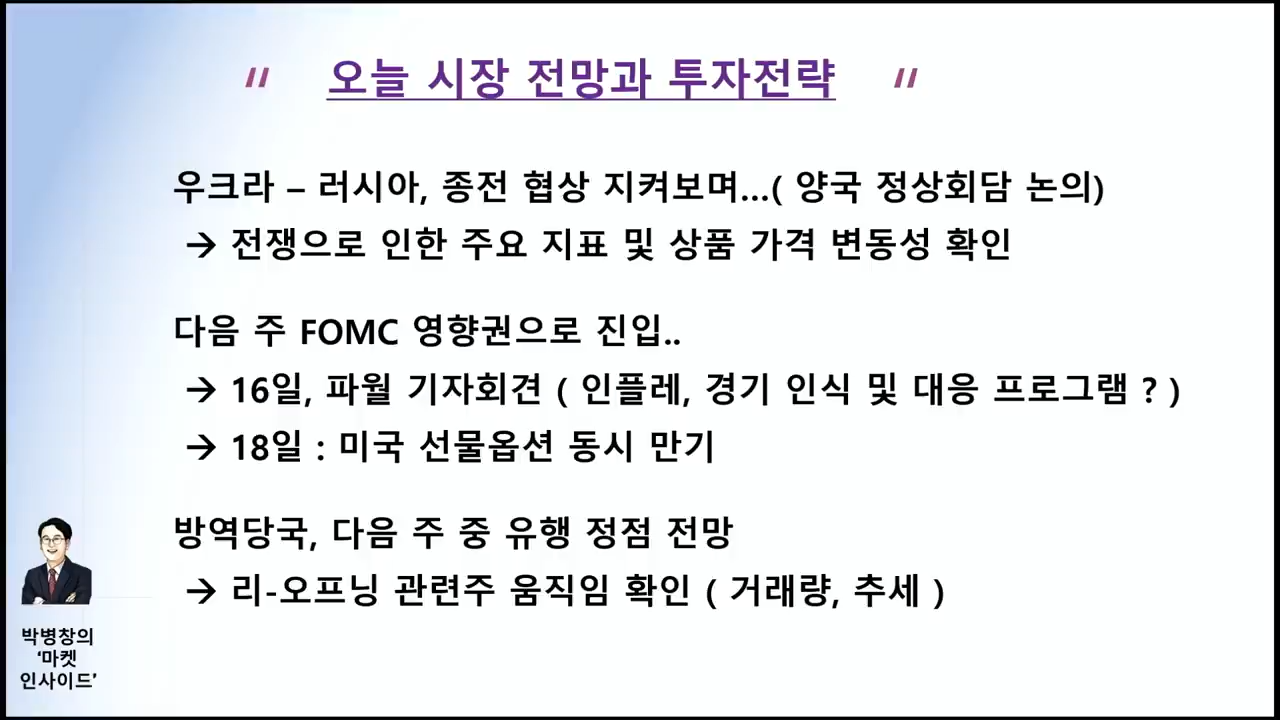 " 오늘 시장 전망과 투자전략 "
우크라 – 러시아, 종전 협상 지켜보며...( 양국 정상회담 논의)
→ 전쟁으로 인한 주요 지표 및 상품 가격 변동성 확인
다음 주 FOMC 영향권으로 진입..
→ 16일, 파월 기자회견 ( 인플레, 경기 인식 및 대응 프로그램 ? )
→ 18일 : 미국 선물옵션 동시 만기
방역당국, 다음 주 중 유행 정점 전망
→ 리-오프닝 관련주 움직임 확인 ( 거래량, 추세 )
박병창의
‘마켓
인사이드’